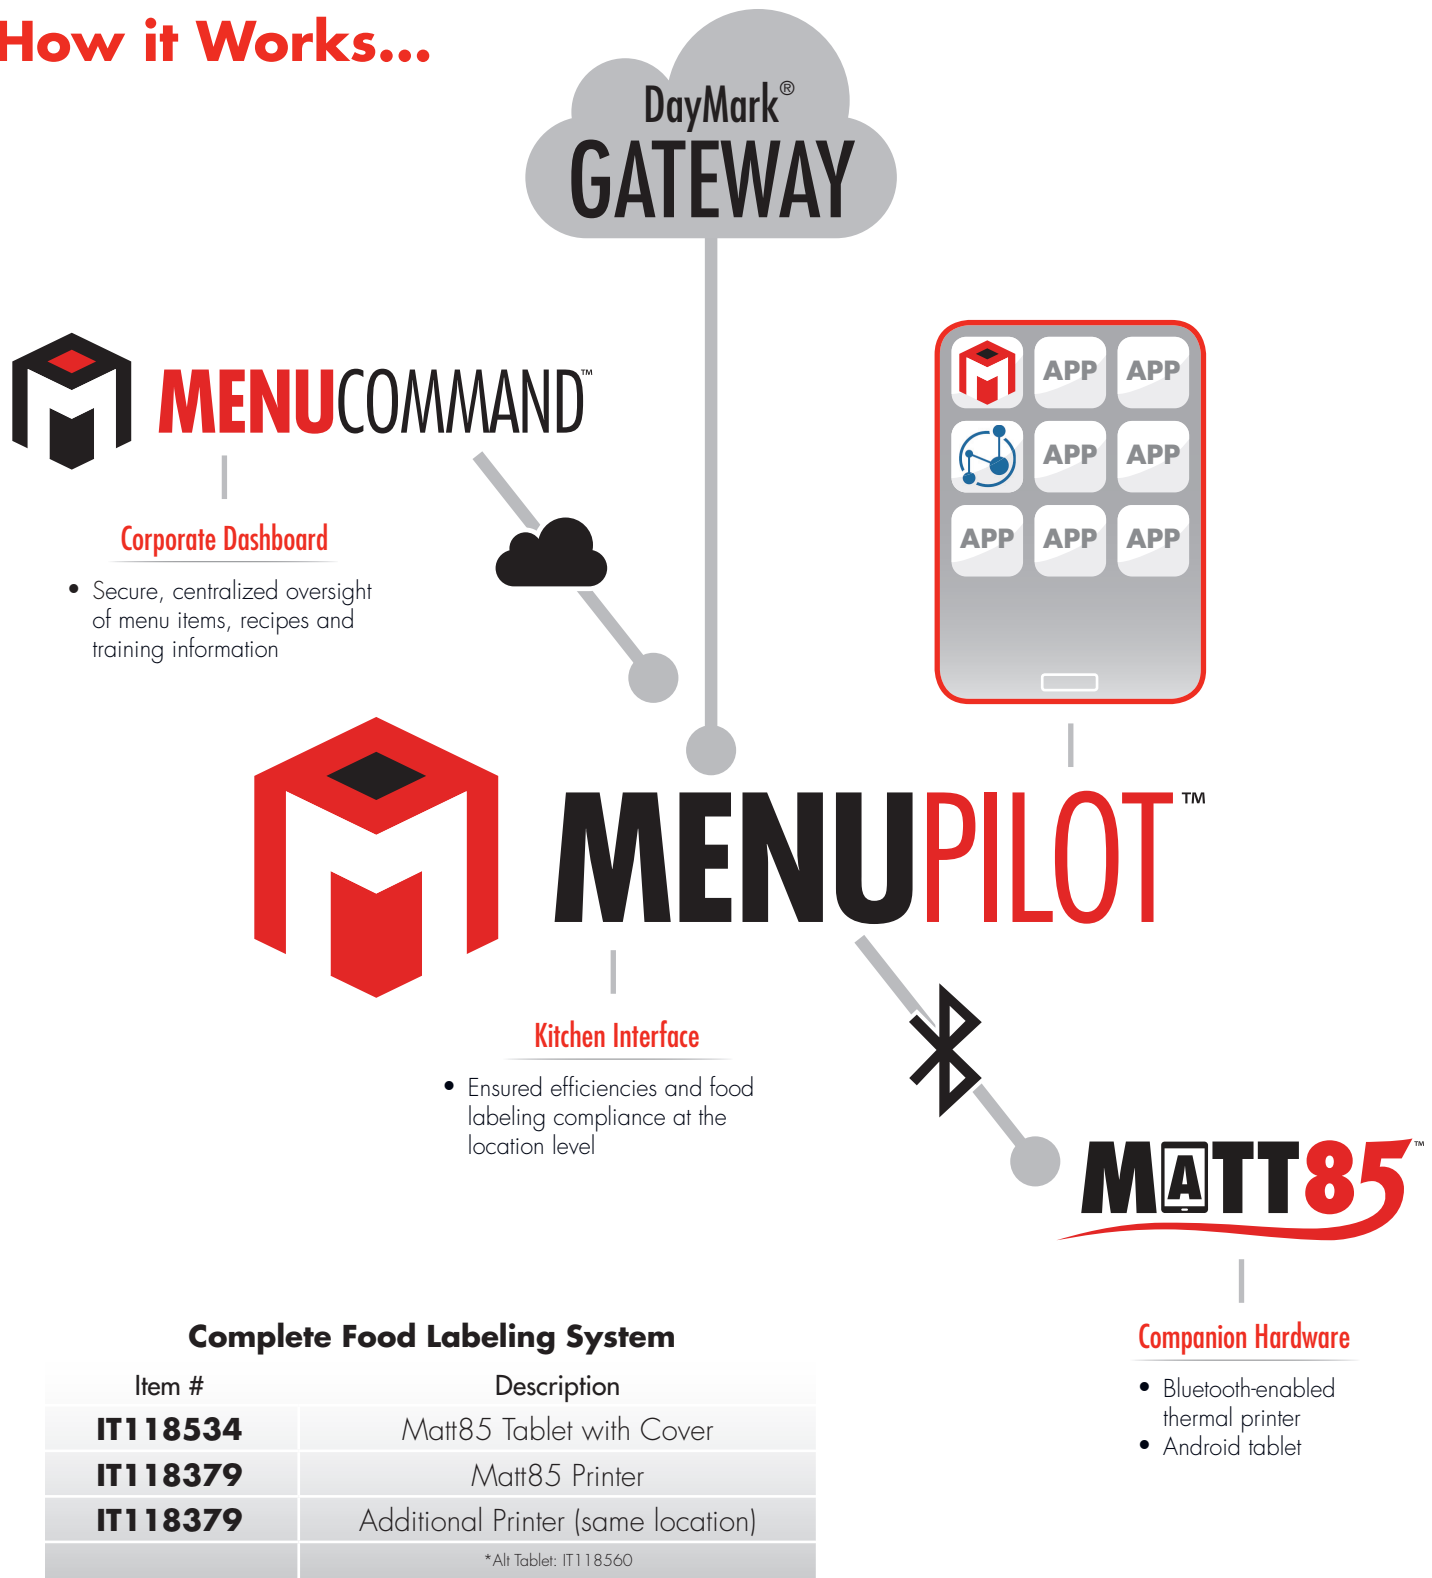 How it Works...
DayMark®
GATEWAY
MENUCOMMAND™
Corporate Dashboard
• Secure, centralized oversight
of menu items, recipes and
training information
APP APP
APP APP
APP APP APP
MENUPILOT™
Kitchen Interface
• Ensured efficiencies and food
labeling compliance at the
location level
MATT85™
Companion Hardware
• Bluetooth-enabled
thermal printer
• Android tablet
Complete Food Labeling System
Item # Description
IT118534 Matt85 Tablet with Cover
IT118379 Matt85 Printer
IT118379 Additional Printer (same location)
*Alt Tablet: IT118560